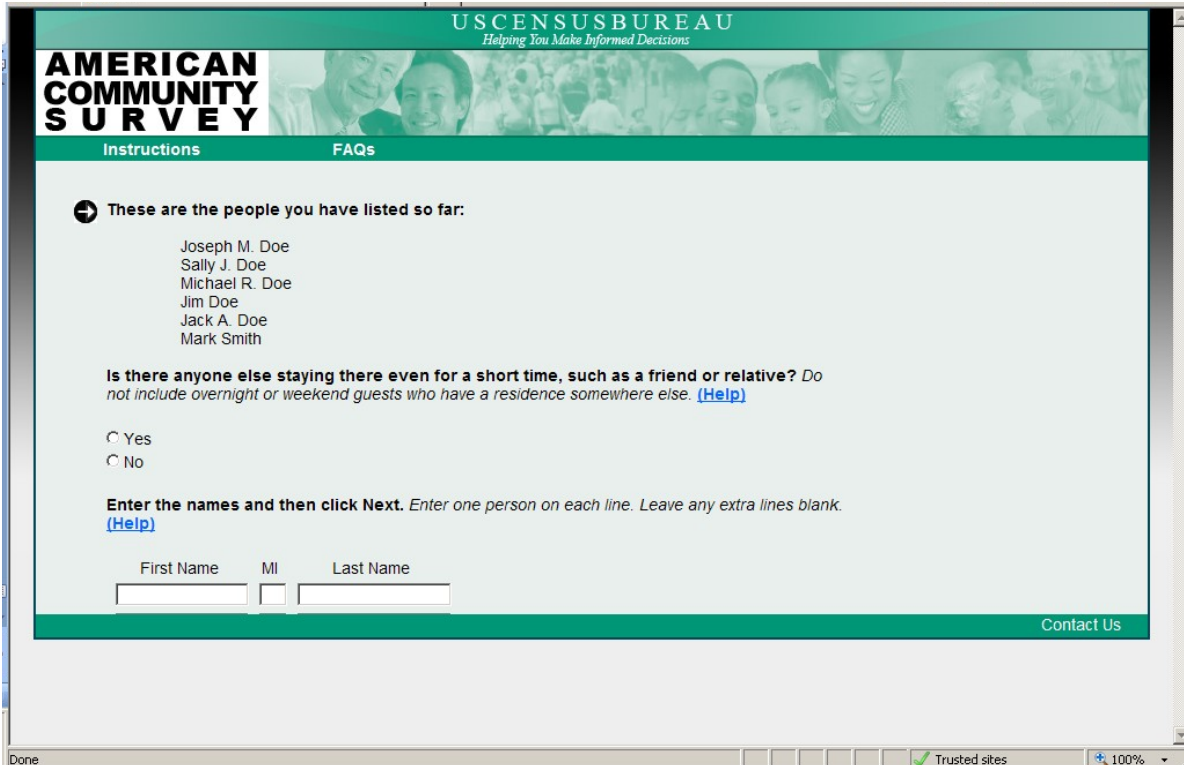 USCENSUSBUREAU
Helping You Make Informed Decisions
AMERICAN
COMMUNITY
SURVEY
Instructions FAQs
These are the people you have listed so far:
Joseph M. Doe
Sally J. Doe
Michael R. Doe
Jim Doe
Jack A. Doe
Mark Smith
Is there anyone else staying there even for a short time, such as a friend or relative? Do
not include overnight or weekend guests who have a residence somewhere else. (Help)
Yes
No
Enter the names and then click Next. Enter one person on each line. Leave any extra lines blank.
(Help)
First Name MI Last Name
Contact Us
Done Trusted sites 100%